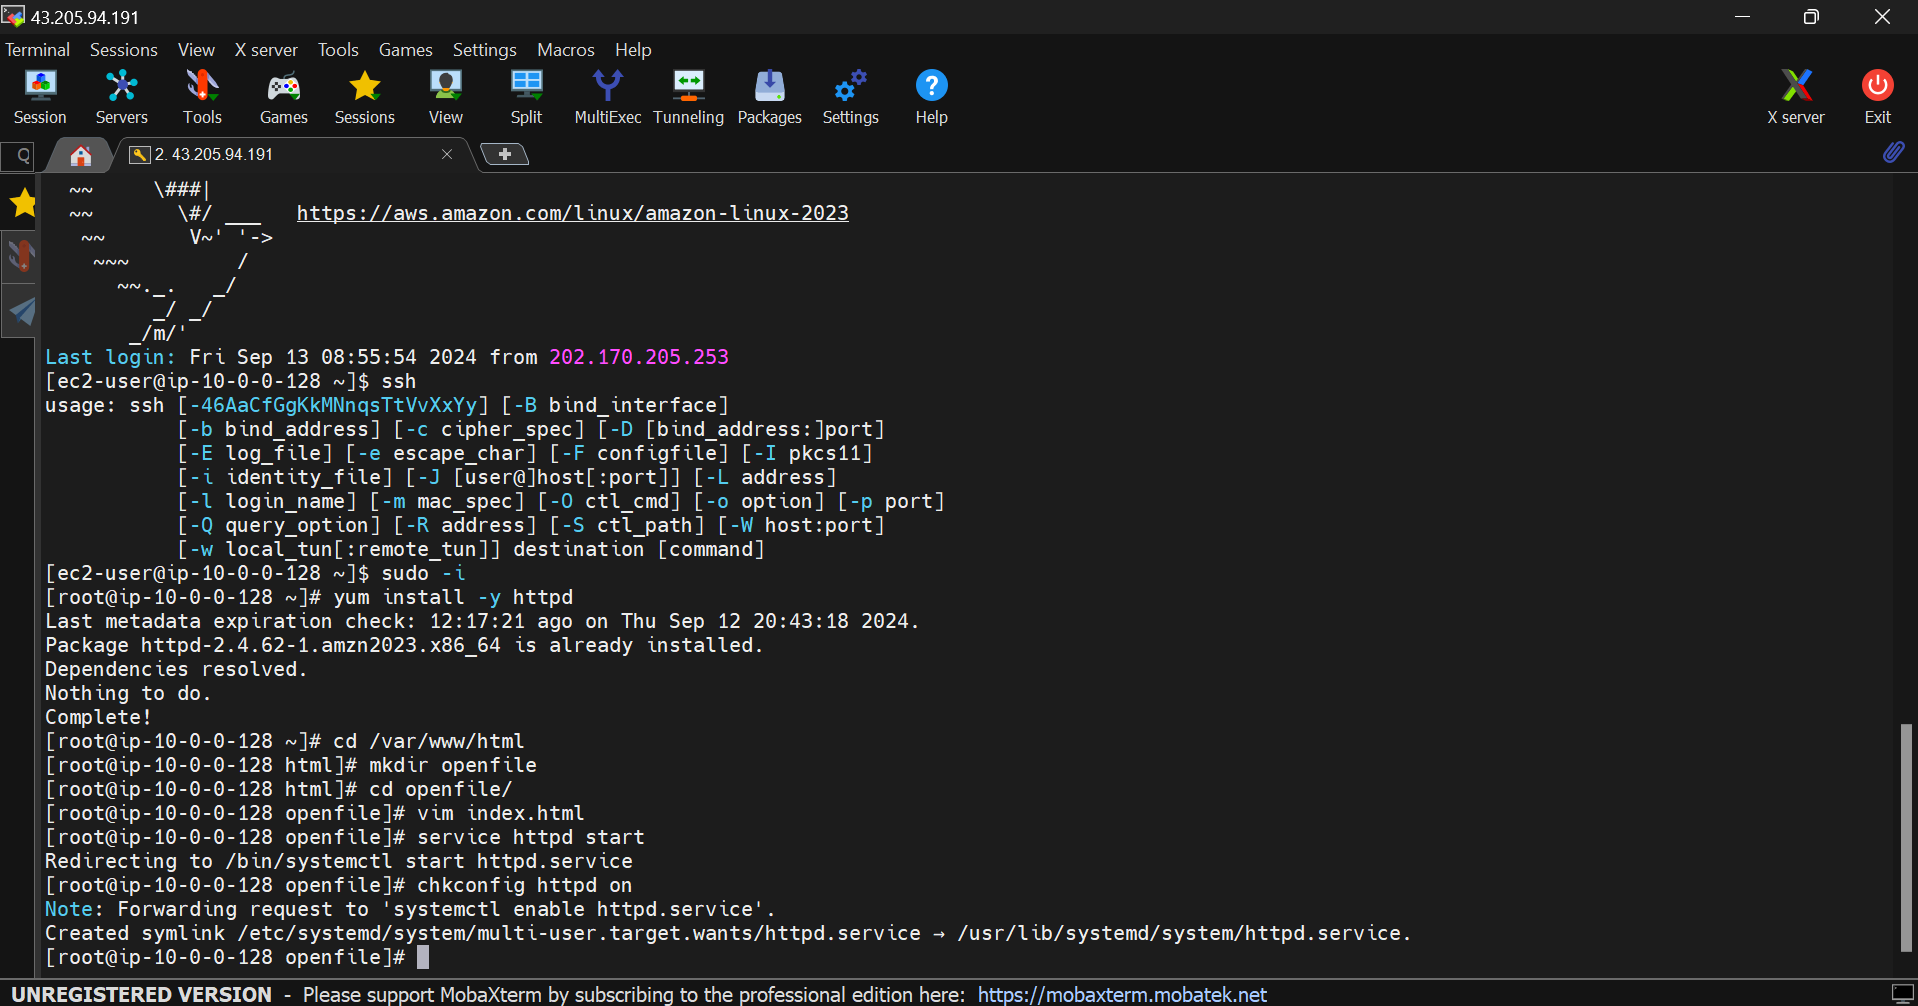 43.205.94.191
Terminal Sessions View X server Tools Games Settings Macros Help
Session Servers Tools Games Sessions View Split MultiExec Tunneling Packages Settings Help X server Exit
2. 43.205.94.191
~~ \###|
~~ \#/ ___ https://aws.amazon.com/linux/amazon-linux-2023
~~ V~' '->
~~~ /
~~._. _/
_/ _/
_/m/'
Last login: Fri Sep 13 08:55:54 2024 from 202.170.205.253
[ec2-user@ip-10-0-0-128 ~]$ ssh
usage: ssh [-46AaCfGgKkMNnqsTtVvXxYy] [-B bind_interface]
[-b bind_address] [-c cipher_spec] [-D [bind_address:]port]
[-E log_file] [-e escape_char] [-F configfile] [-I pkcs11]
[-i identity_file] [-J [user@]host[:port]] [-L address]
[-l login_name] [-m mac_spec] [-O ctl_cmd] [-o option] [-p port]
[-Q query_option] [-R address] [-S ctl_path] [-W host:port]
[-w local_tun[:remote_tun]] destination [command]
[ec2-user@ip-10-0-0-128 ~]$ sudo -i
[root@ip-10-0-0-128 ~]# yum install -y httpd
Last metadata expiration check: 12:17:21 ago on Thu Sep 12 20:43:18 2024.
Package httpd-2.4.62-1.amzn2023.x86_64 is already installed.
Dependencies resolved.
Nothing to do.
Complete!
[root@ip-10-0-0-128 ~]# cd /var/www/html
[root@ip-10-0-0-128 html]# mkdir openfile
[root@ip-10-0-0-128 html]# cd openfile/
[root@ip-10-0-0-128 openfile]# vim index.html
[root@ip-10-0-0-128 openfile]# service httpd start
Redirecting to /bin/systemctl start httpd.service
[root@ip-10-0-0-128 openfile]# chkconfig httpd on
Note: Forwarding request to 'systemctl enable httpd.service'.
Created symlink /etc/systemd/system/multi-user.target.wants/httpd.service → /usr/lib/systemd/system/httpd.service.
[root@ip-10-0-0-128 openfile]#
UNREGISTERED VERSION - Please support MobaXterm by subscribing to the professional edition here: https://mobaxterm.mobatek.net